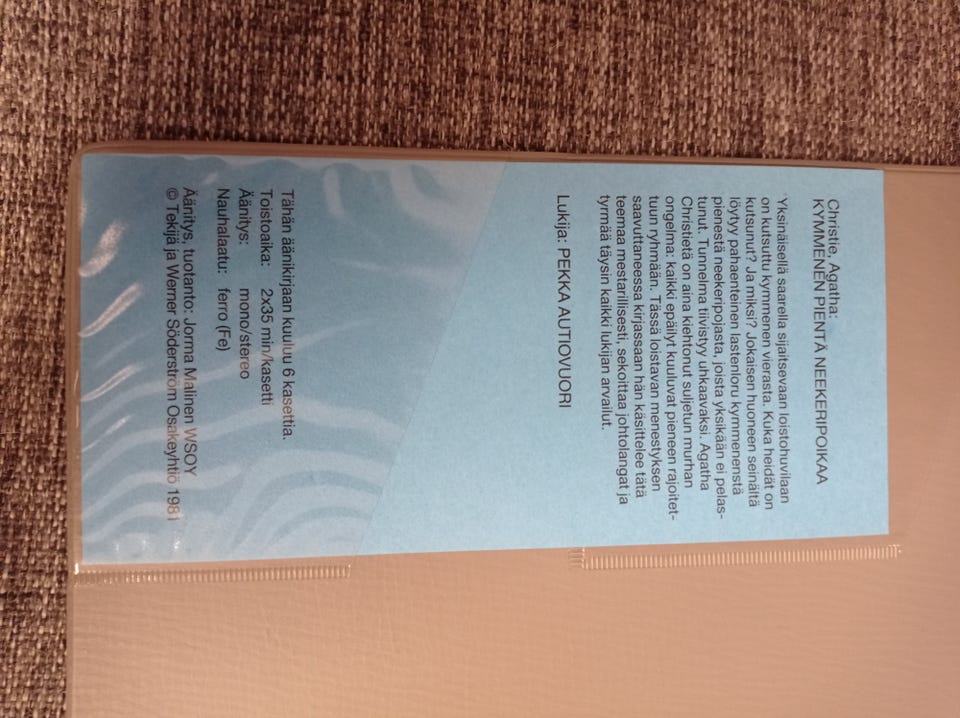 Christie, Agatha:
KYMMENEN PIENTÄ NEEKERIPOIKAA
Yksinäisellä saarella sijaitsevaan loistohuvilaan
on kutsuttu kymmenen vierasta. Kuka heidät on
kutsunut? Ja miksi? Jokaisen huoneen seinältä
löytyy pahaenteinen lastenloru kymmenenstä
pienestä neekeripojasta, joista yksikään ei pelas-
tunut. Tunnelma tiivistyy uhkaavaksi. Agatha
Christietä on aina kiehtonut suljetun murhan
ongelma: kaikki epäilyt kuuluvat pieneen rajoitet-
tuun ryhmään. Tässä loistavan menestyksen
saavuttaneessa kirjassaan hän käsittelee tätä
teemaa mestarillisesti, sekoittaa johtolangat ja
tyrmää täysin kaikki lukijan arvailut.
Lukija: PEKKA AUTIOVUORI
Tähän äänikirjaan kuuluu 6 kasettia.
Toistoaika: 2x35 min/kasetti
Äänitys: mono/stereo
Nauhalaatu: ferro (Fe)
Äänitys, tuotanto: Jorma Malinen WSOY
© Tekijä ja Werner Söderström Osakeyhtiö 1981